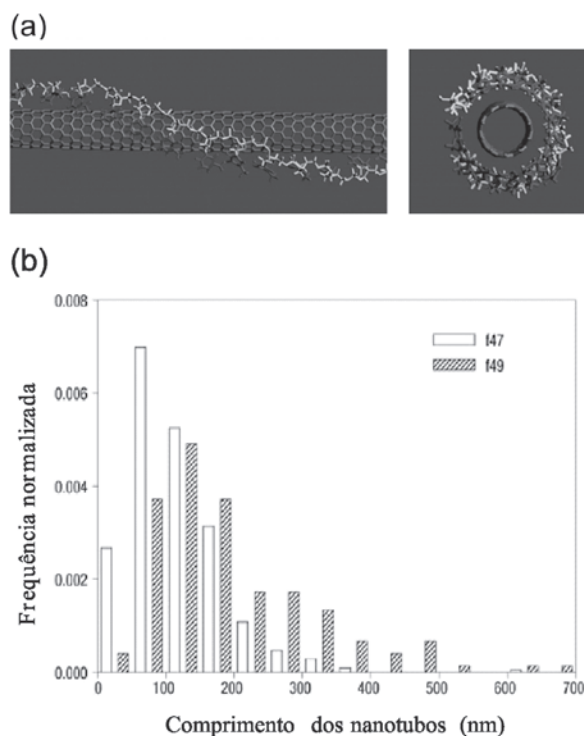 (a)
(b)
Frequência normalizada
0.008
0.006
0.004
0.002
0.000
f47
f49
0
100
200
300
400
500
600
700
Comprimento dos nanotubos (nm)